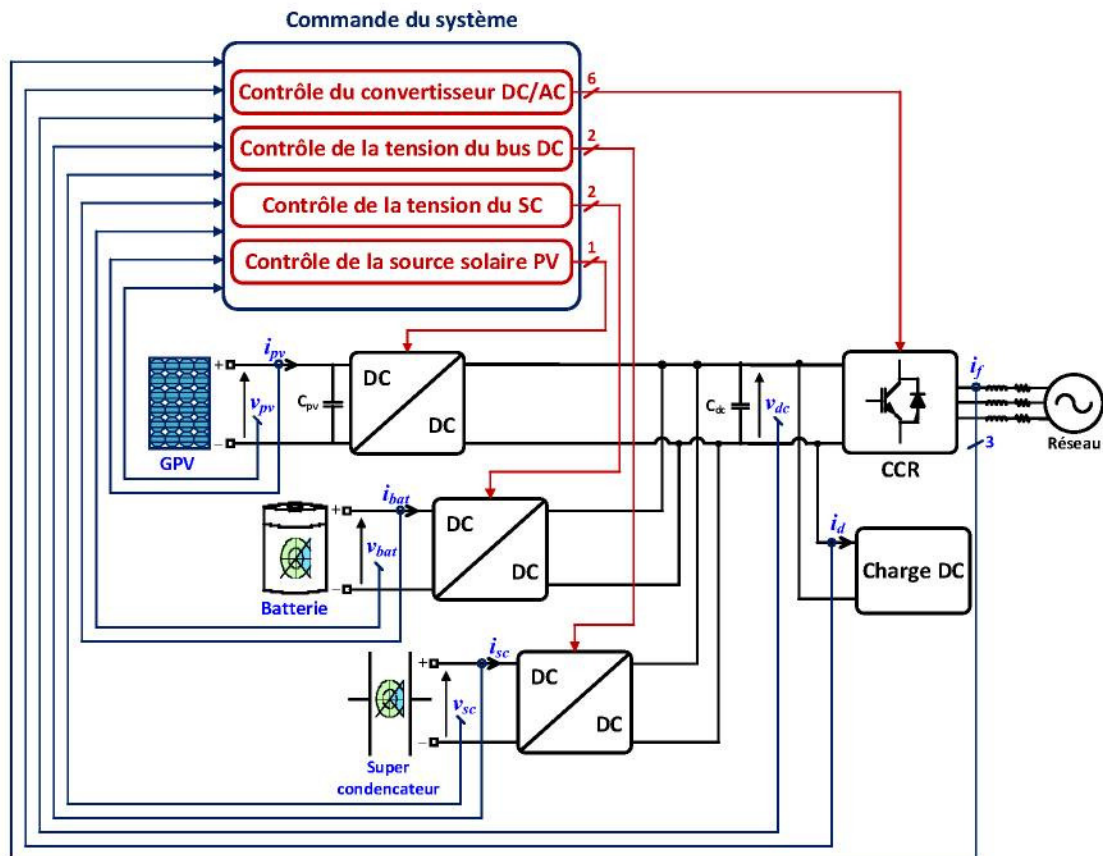 Commande du système
Contrôle du convertisseur DC/AC
6
Contrôle de la tension du bus DC
2
Contrôle de la tension du SC
2
Contrôle de la source solaire PV
1
GPV
+
−
v_pv
i_pv
C_pv
DC
DC
C_dc
v_dc
CCR
i_f
3
Réseau
Batterie
+
−
v_bat
i_bat
DC
DC
i_d
Charge DC
Super
condencateur
+
−
v_sc
i_sc
DC
DC